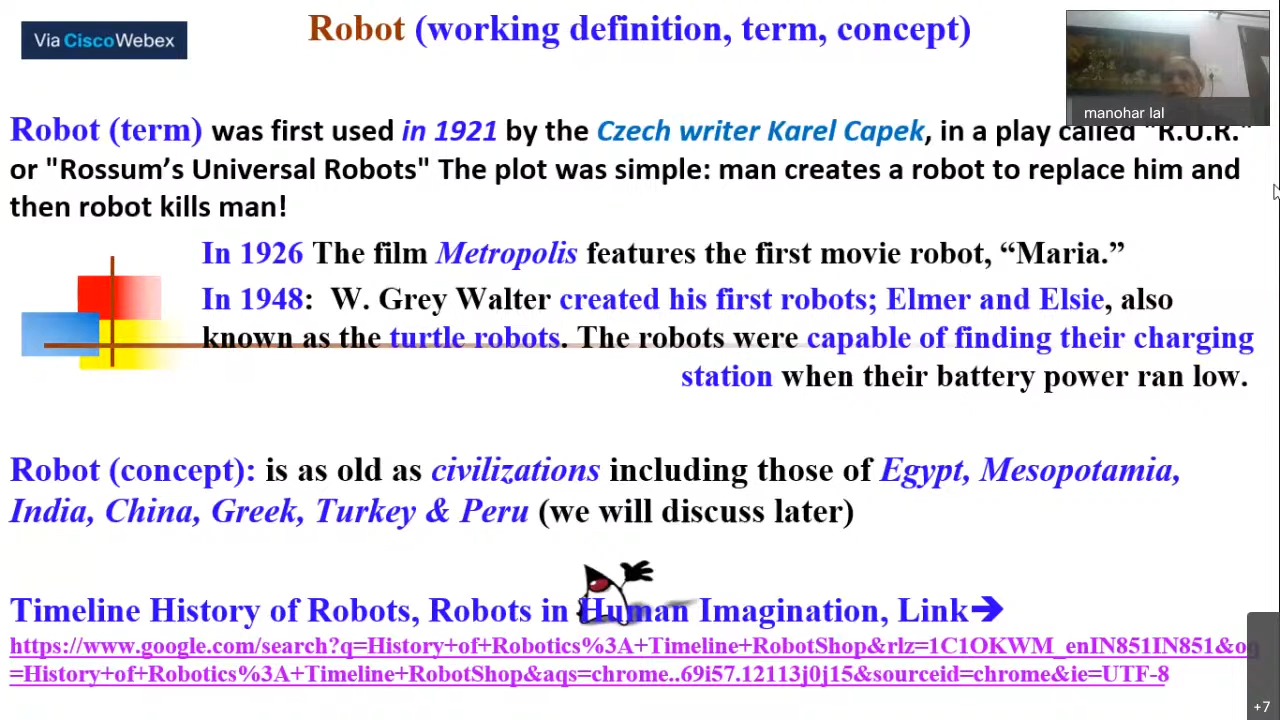 Via CiscoWebex
Robot (working definition, term, concept)
manohar lal
Robot (term) was first used in 1921 by the Czech writer Karel Capek, in a play called "R.U.R."
or "Rossum’s Universal Robots" The plot was simple: man creates a robot to replace him and
then robot kills man!
In 1926 The film Metropolis features the first movie robot, “Maria.”
In 1948: W. Grey Walter created his first robots; Elmer and Elsie, also
known as the turtle robots. The robots were capable of finding their charging
station when their battery power ran low.
Robot (concept): is as old as civilizations including those of Egypt, Mesopotamia,
India, China, Greek, Turkey & Peru (we will discuss later)
Timeline History of Robots, Robots in Human Imagination, Link➔
https://www.google.com/search?q=History+of+Robotics%3A+Timeline+RobotShop&rlz=1C1OKWM_enIN851IN851&oq
=History+of+Robotics%3A+Timeline+RobotShop&aqs=chrome..69i57.12113j0j15&sourceid=chrome&ie=UTF-8
+7